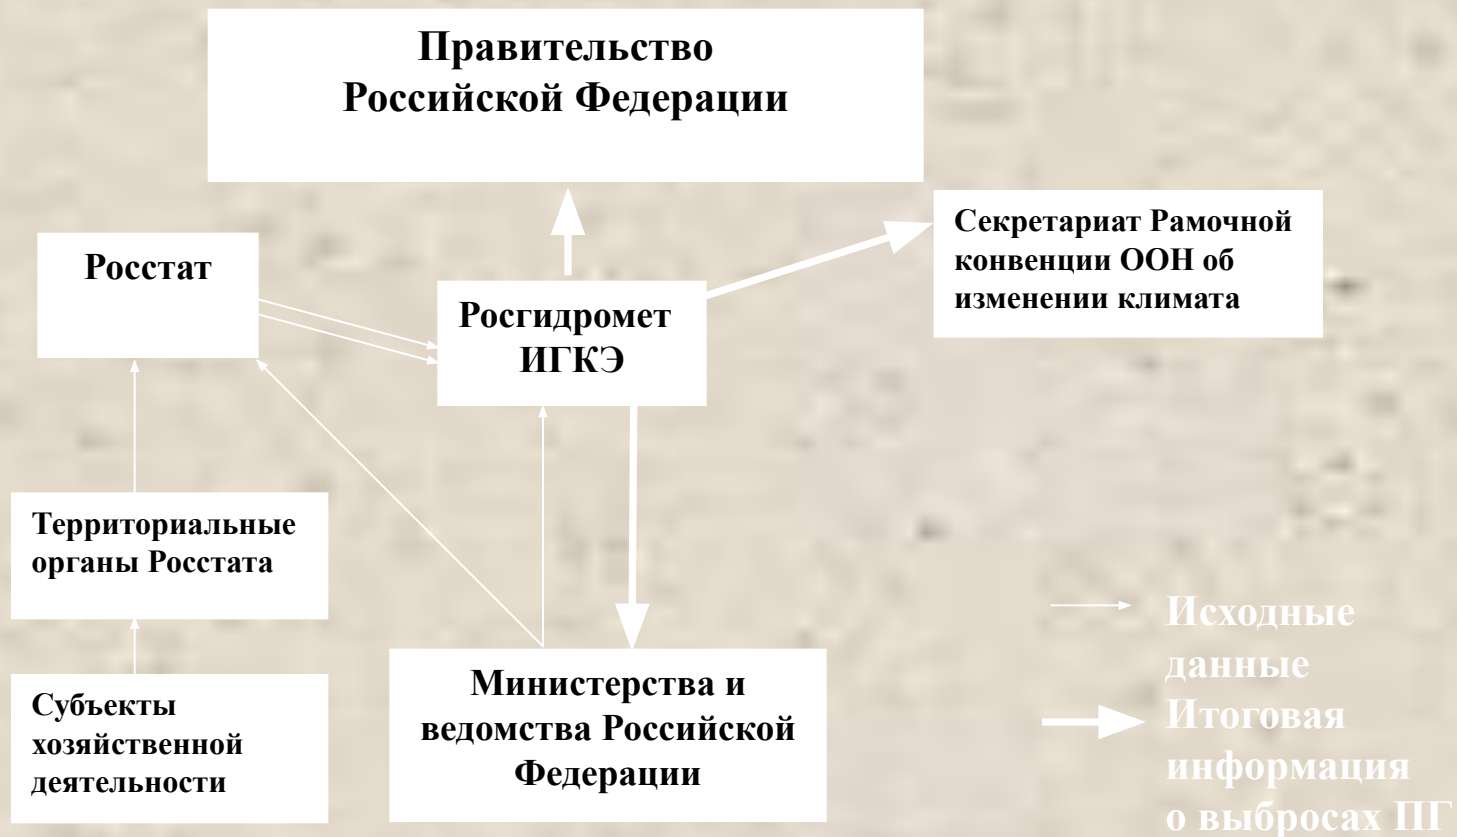 Правительство
Российской Федерации
Секретариат Рамочной
конвенции ООН об
изменении климата
Росстат
Росгидромет
ИГКЭ
Территориальные
органы Росстата
Субъекты
хозяйственной
деятельности
Министерства и
ведомства Российской
Федерации
Исходные
данные
Итоговая
информация
о выбросах ПГ